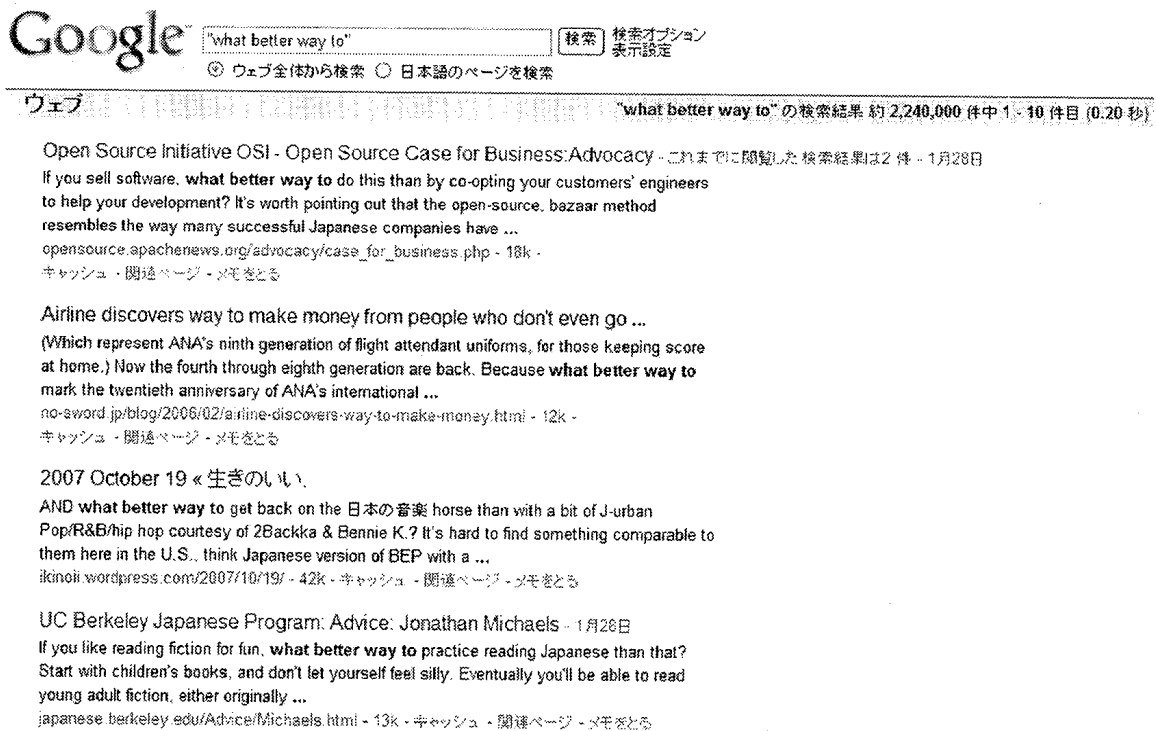 Google "what better way to" 検索 検索オプション
表示設定
ウェブ全体から検索 日本語のページを検索
ウェブ "what better way to" の検索結果 約 2,240,000 件中 1 - 10 件目 (0.20 秒)
Open Source Initiative OSI - Open Source Case for Business:Advocacy - これまでに閲覧した検索結果は2 件 - 1月28日
If you sell software, what better way to do this than by co-opting your customers' engineers
to help your development? It's worth pointing out that the open-source, bazaar method
resembles the way many successful Japanese companies have ...
opensource.apachenews.org/advocacy/case_for_business.php - 18k -
キャッシュ - 関連ページ - メモをとる
Airline discovers way to make money from people who don't even go ...
(Which represent ANA's ninth generation of flight attendant uniforms, for those keeping score
at home.) Now the fourth through eighth generation are back. Because what better way to
mark the twentieth anniversary of ANA's international ...
no-sword.jp/blog/2006/02/airline-discovers-way-to-make-money.html - 12k -
キャッシュ - 関連ページ - メモをとる
2007 October 19 « 生きのいい、
AND what better way to get back on the 日本の音楽 horse than with a bit of J-urban
Pop/R&B/hip hop courtesy of 2Backka & Bennie K.? It's hard to find something comparable to
them here in the U.S., think Japanese version of BEP with a ...
ikinoii.wordpress.com/2007/10/19/ - 42k - キャッシュ - 関連ページ - メモをとる
UC Berkeley Japanese Program: Advice: Jonathan Michaels - 1月28日
If you like reading fiction for fun, what better way to practice reading Japanese than that?
Start with children's books, and don't let yourself feel silly. Eventually you'll be able to read
young adult fiction, either originally ...
japanese.berkeley.edu/Advice/Michaels.html - 13k - キャッシュ - 関連ページ - メモをとる